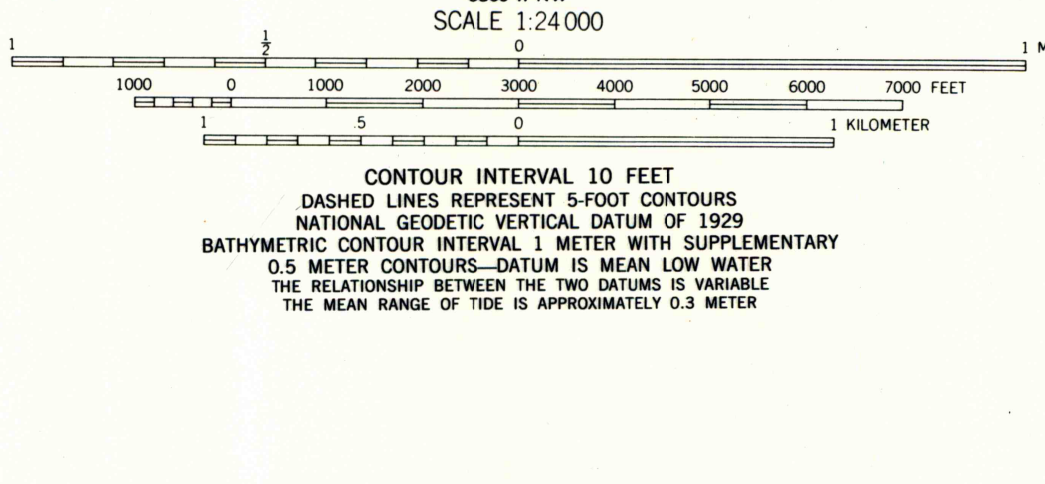 SCALE 1:24 000
1 1/2 0 1 M
1000 0 1000 2000 3000 4000 5000 6000 7000 FEET
1 .5 0 1 KILOMETER
CONTOUR INTERVAL 10 FEET
DASHED LINES REPRESENT 5-FOOT CONTOURS
NATIONAL GEODETIC VERTICAL DATUM OF 1929
BATHYMETRIC CONTOUR INTERVAL 1 METER WITH SUPPLEMENTARY
0.5 METER CONTOURS—DATUM IS MEAN LOW WATER
THE RELATIONSHIP BETWEEN THE TWO DATUMS IS VARIABLE
THE MEAN RANGE OF TIDE IS APPROXIMATELY 0.3 METER